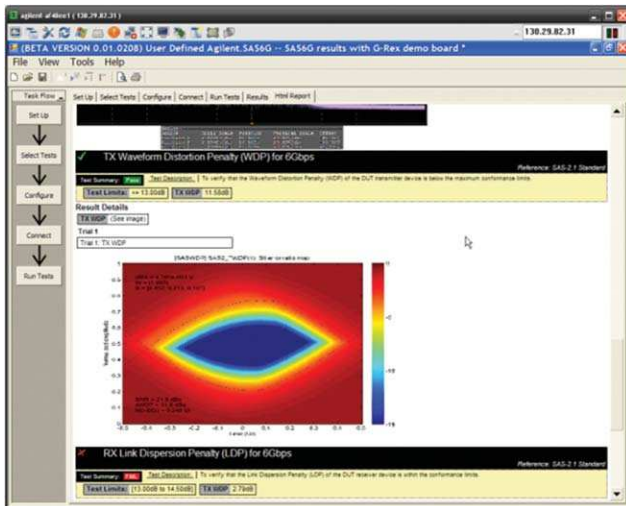 agilent-af4lec1 ( 130.29.82.31 )
130.29.82.31
(BETA VERSION 0.01.0208) User Defined Agilent.SAS6G -- SAS6G results with G-Rex demo board *
File View Tools Help
Task Flow
Set Up Select Tests Configure Connect Run Tests Results Html Report
Set Up
Select Tests
Configure
Connect
Run Tests
TX Waveform Distortion Penalty (WDP) for 6Gbps
Reference: SAS-2.1 Standard
Test Summary: Pass Test Description: To verify that the Waveform Distortion Penalty (WDP) of the DUT transmitter device is below the maximum conformance limits.
Test Limits: <= 13.00dB TX WDP 11.58dB
Result Details
TX WDP (See image)
Trial 1
Trial 1: TX WDP
RX Link Dispersion Penalty (LDP) for 6Gbps
Reference: SAS-2.1 Standard
Test Summary: FAIL Test Description: To verify that the Link Dispersion Penalty (LDP) of the DUT receiver device is within the conformance limits.
Test Limits: [13.00dB to 14.50dB] TX WDP 2.79dB